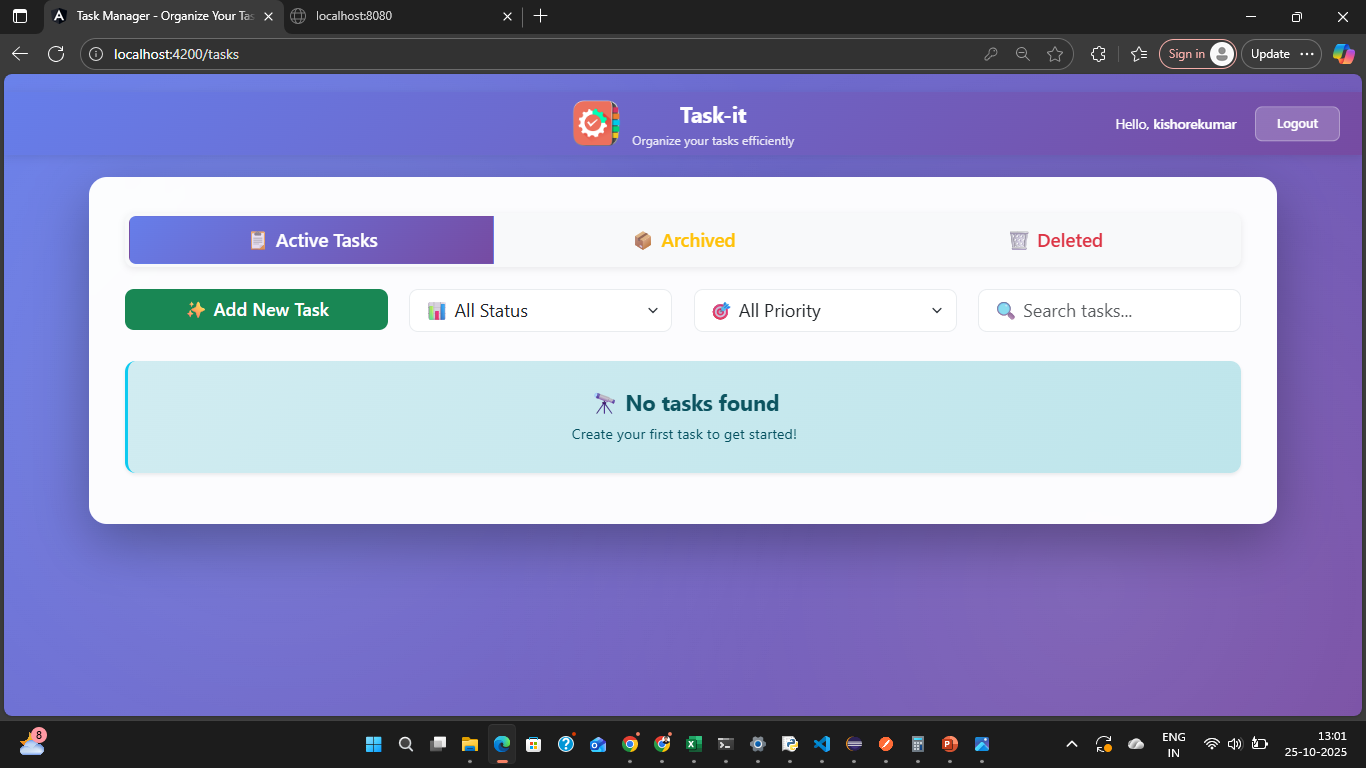 Task Manager - Organize Your Tas
localhost:8080
localhost:4200/tasks
Sign in
Update
Task-it
Organize your tasks efficiently
Hello, kishorekumar
Logout
Active Tasks
Archived
Deleted
Add New Task
All Status
All Priority
Search tasks...
No tasks found
Create your first task to get started!
8
ENG
IN
13:01
25-10-2025